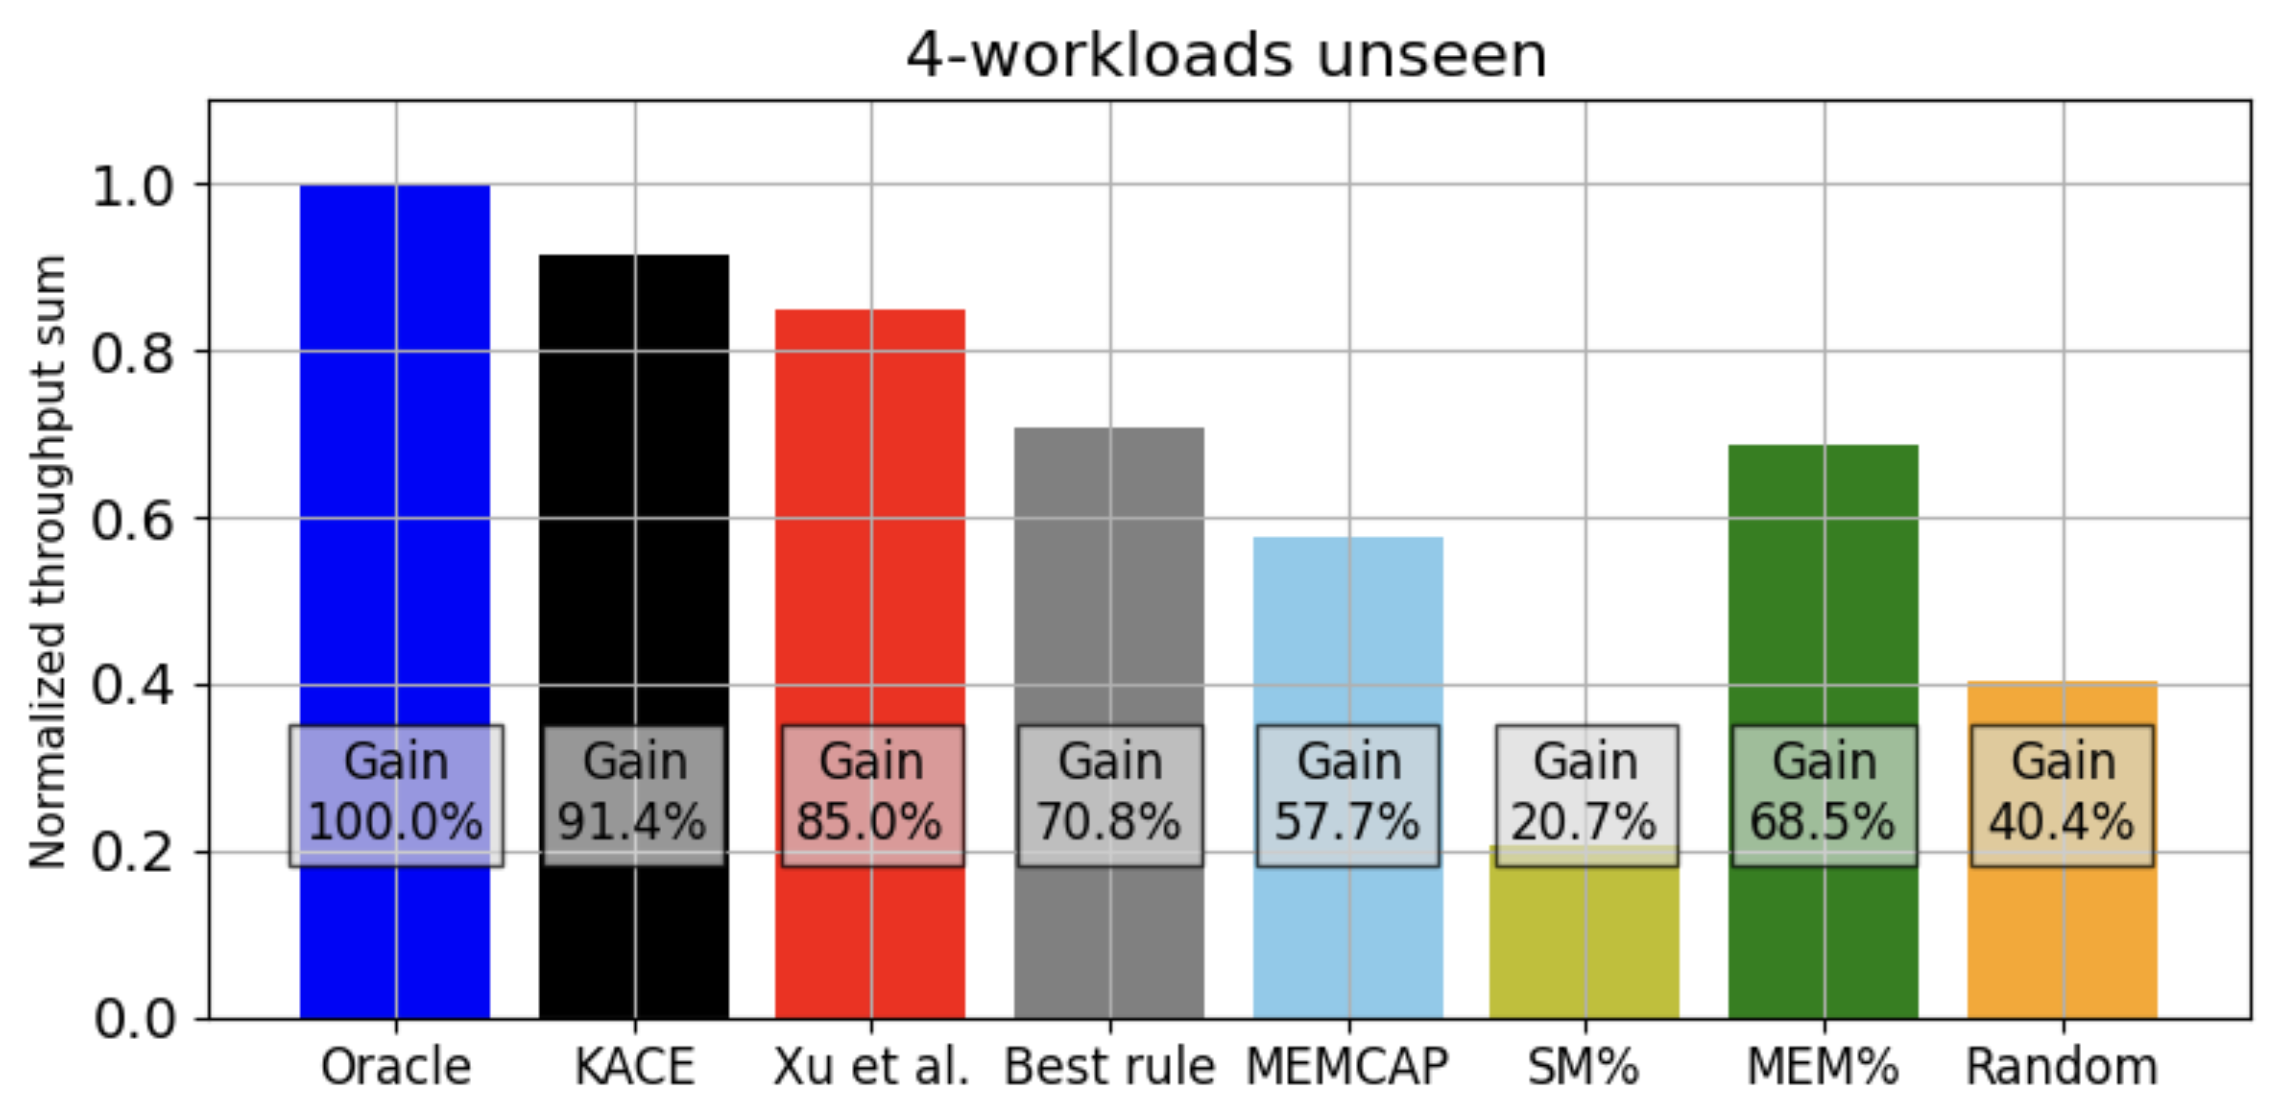 4-workloads unseen
Normalized throughput sum
1.0
0.8
0.6
0.4
0.2
0.0
Gain
100.0%
Gain
91.4%
Gain
85.0%
Gain
70.8%
Gain
57.7%
Gain
20.7%
Gain
68.5%
Gain
40.4%
Oracle
KACE
Xu et al.
Best rule
MEMCAP
SM%
MEM%
Random